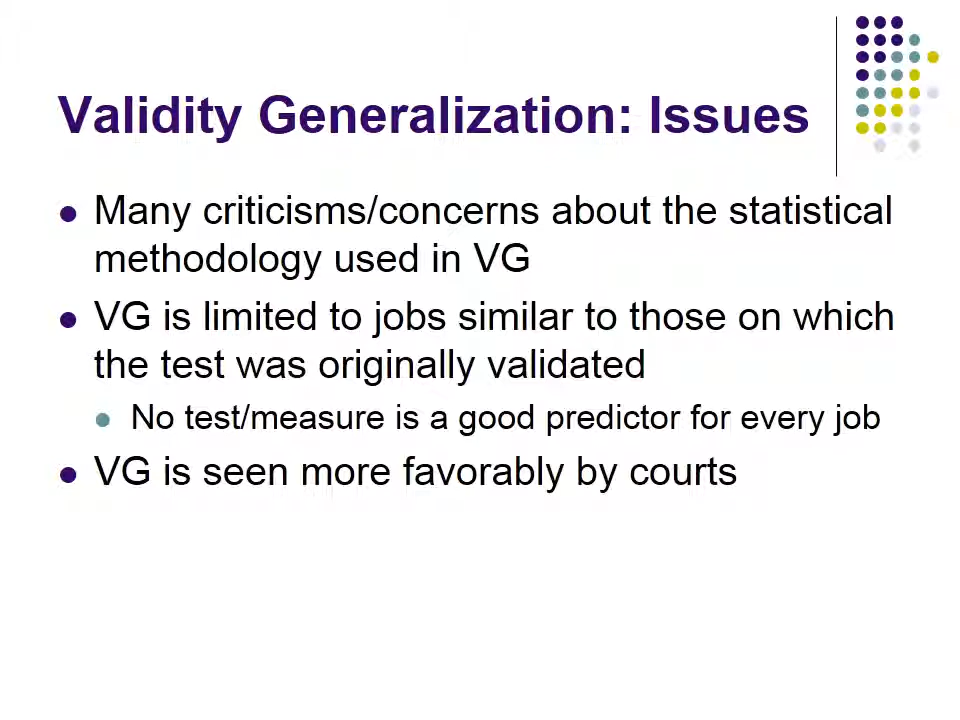 Validity Generalization: Issues
Many criticisms/concerns about the statistical
methodology used in VG
VG is limited to jobs similar to those on which
the test was originally validated
No test/measure is a good predictor for every job
VG is seen more favorably by courts